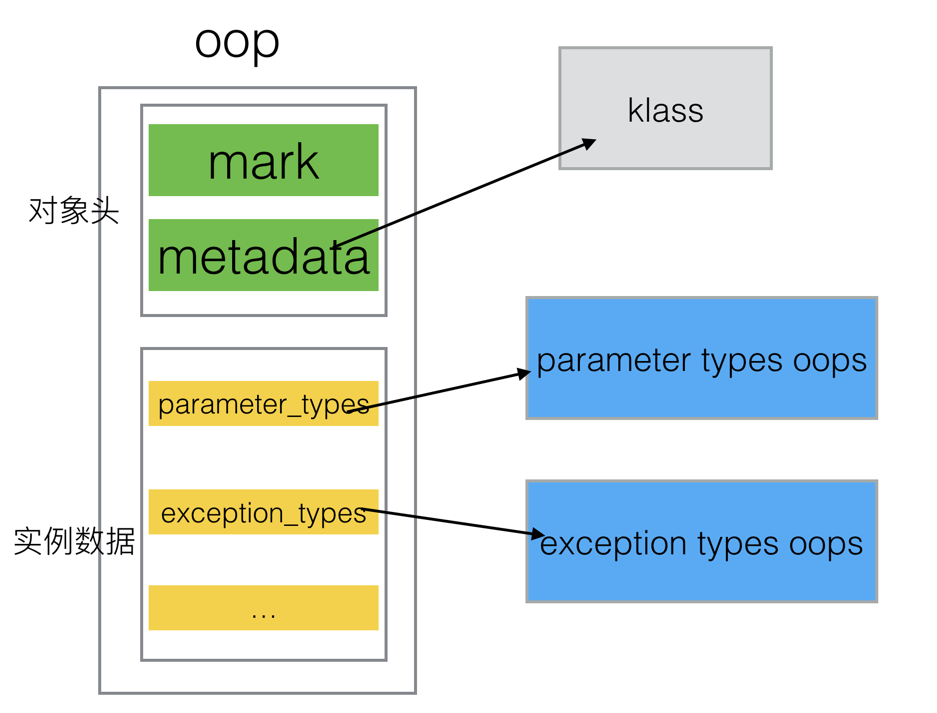 oop
klass
mark
对象头
metadata
parameter types oops
parameter_types
exception_types
实例数据
exception types oops
...